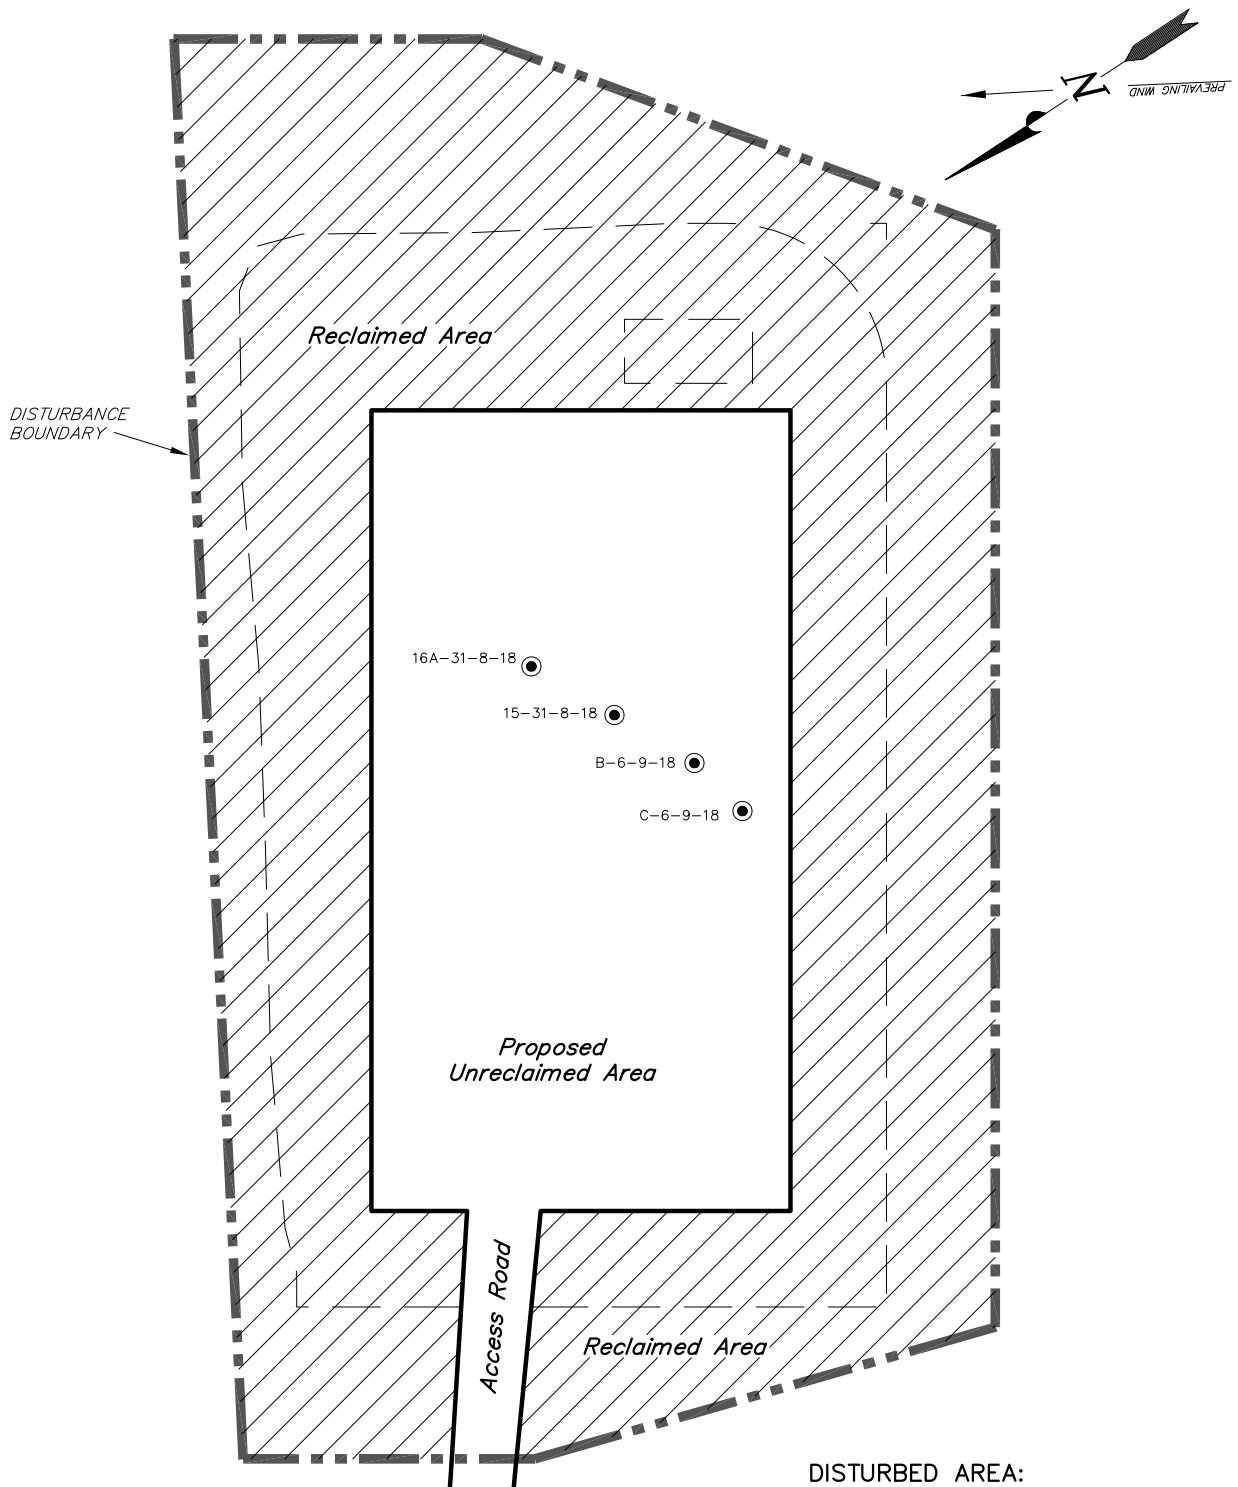 N
PREVAILING WIND
Reclaimed Area
DISTURBANCE
BOUNDARY
16A-31-8-18
15-31-8-18
B-6-9-18
C-6-9-18
Proposed
Unreclaimed Area
Access Road
Reclaimed Area
DISTURBED AREA: